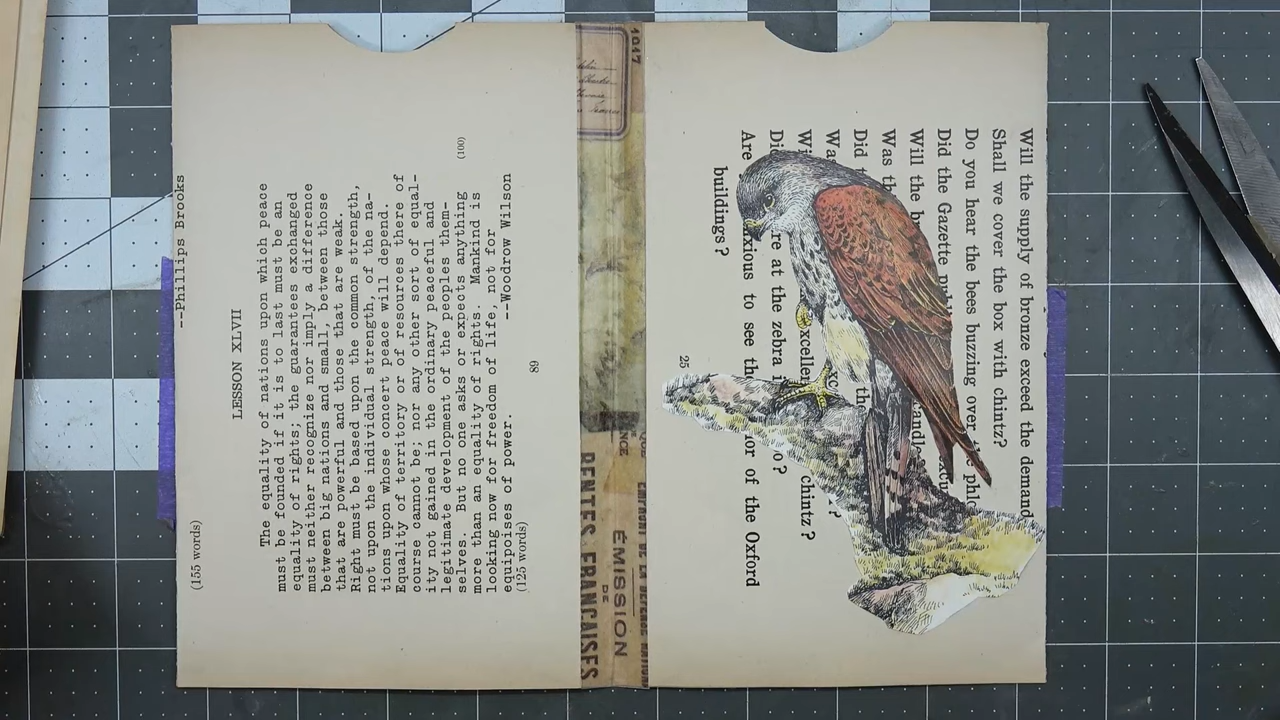 --Phillips Brooks
(155 words)
LESSON XLVII
The equality of nations upon which peace
must be founded if it is to last must be an
equality of rights; the guarantees exchanged
must neither recognize nor imply a difference
between big nations and small, between those
that are powerful and those that are weak.
Right must be based upon the common strength,
not upon the individual strength, of the na-
tions upon whose concert peace will depend.
Equality of territory or of resources there of
course cannot be; nor any other sort of equal-
ity not gained in the ordinary peaceful and
legitimate development of the peoples them-
selves. But no one asks or expects anything
(100)
more than an equality of rights. Mankind is
looking now for freedom of life, not for
equipoises of power. --Woodrow Wilson
(125 words)
89
1917
RENTES FRANÇAISES
ÉMISSION
DE
Will the supply of bronze exceed the demand
Shall we cover the box with chintz?
Do you hear the bees buzzing over phlo
Did the Gazette
Will the
Was
Did the
chintz?
Are xious to see of the Oxford
re at the zebra
buildings?
25